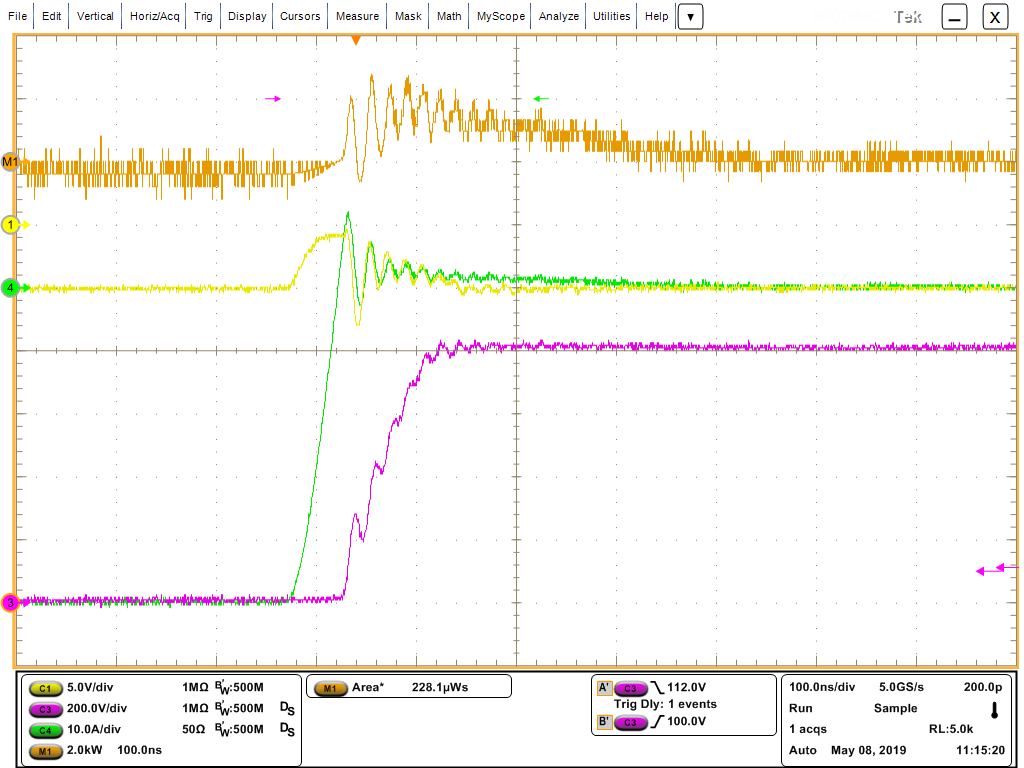 File Edit Vertical Horiz/Acq Trig Display Cursors Measure Mask Math MyScope Analyze Utilities Help Tek X
M1
1
4
3
C1 5.0V/div 1MΩ BW:500M
C3 200.0V/div 1MΩ BW:500M DS
C4 10.0A/div 50Ω BW:500M DS
M1 2.0kW 100.0ns
M1 Area* 228.1µWs
A' C3 112.0V
Trig Dly: 1 events
B' C3 100.0V
100.0ns/div 5.0GS/s 200.0p
Run Sample
1 acqs RL:5.0k
Auto May 08, 2019 11:15:20